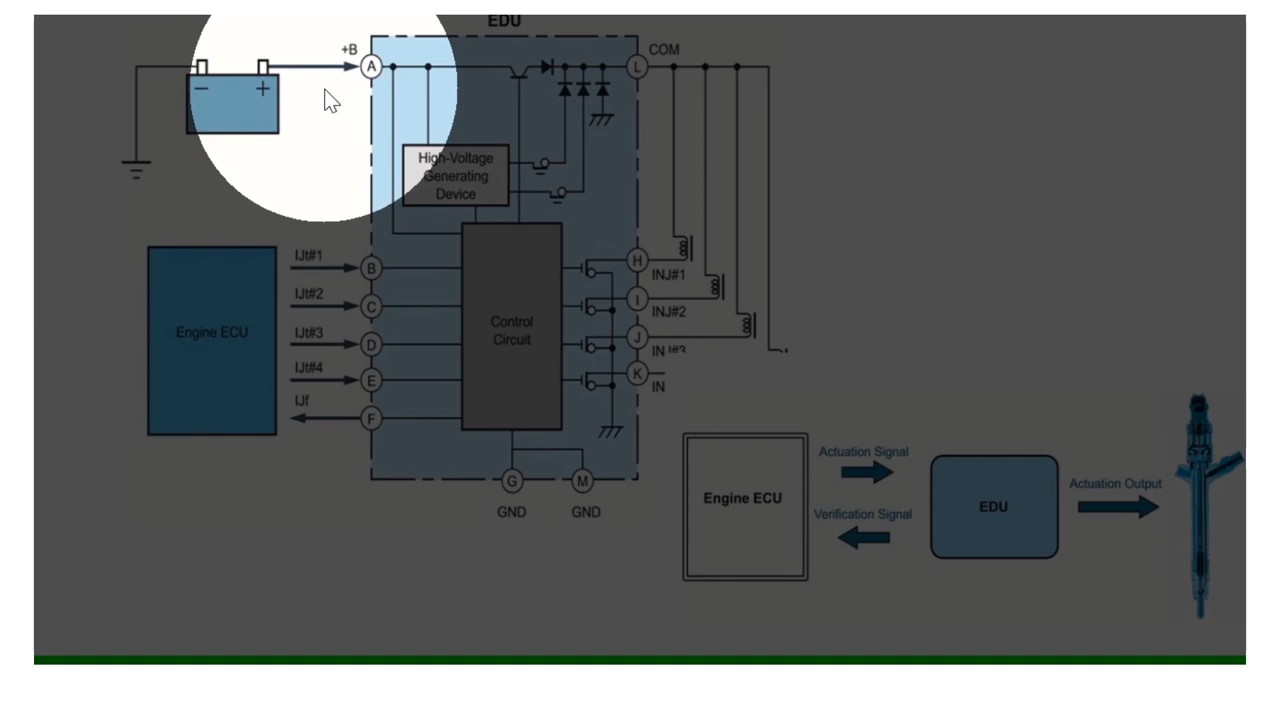 EDU
+B
A
COM
L
−
+
High-Voltage
Generating
Device
IJt#1
B
H
INJ#1
IJt#2
C
I
INJ#2
Engine ECU
Control
Circuit
IJt#3
D
J
IJt#4
E
K
IN
IJf
F
G
M
GND
GND
Engine ECU
Actuation Signal
Verification Signal
EDU
Actuation Output